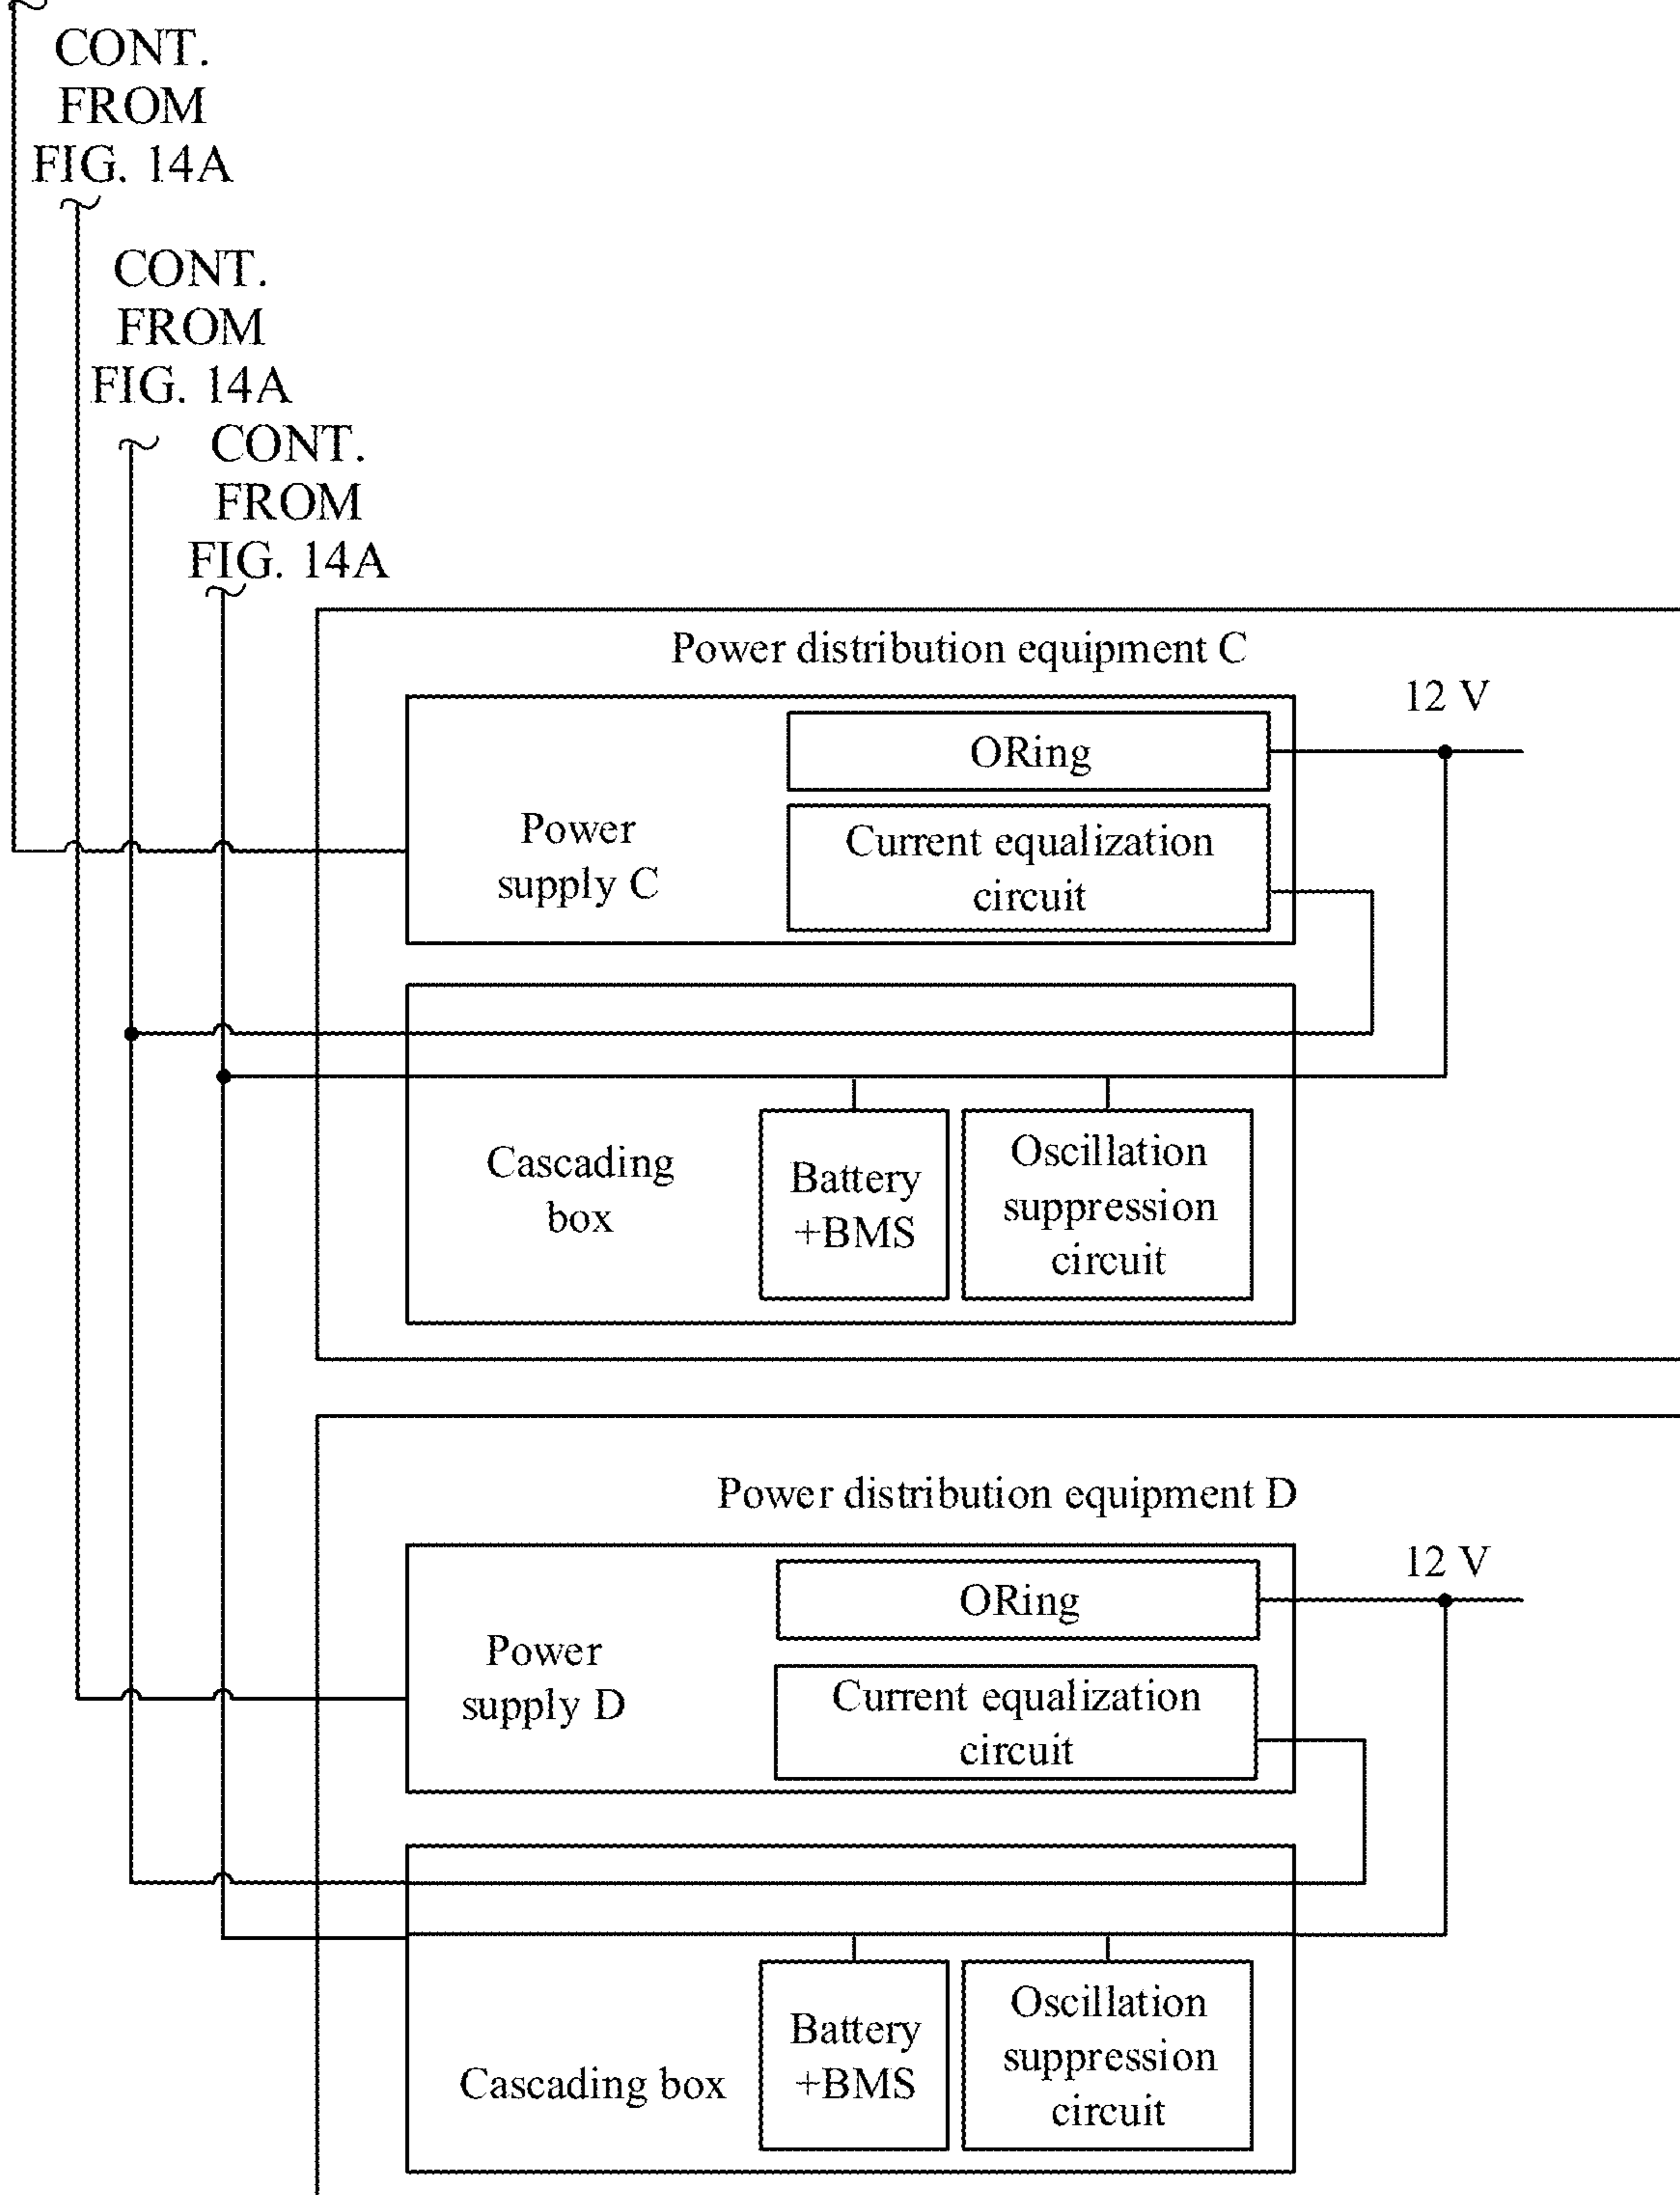 CONT.
FROM
FIG. 14A
CONT.
FROM
FIG. 14A
CONT.
FROM
FIG. 14A
Power distribution equipment C
12 V
ORing
Power
supply C
Current equalization
circuit
Cascading
box
Battery
+BMS
Oscillation
suppression
circuit
Power distribution equipment D
12 V
ORing
Power
supply D
Current equalization
circuit
Cascading box
Battery
+BMS
Oscillation
suppression
circuit